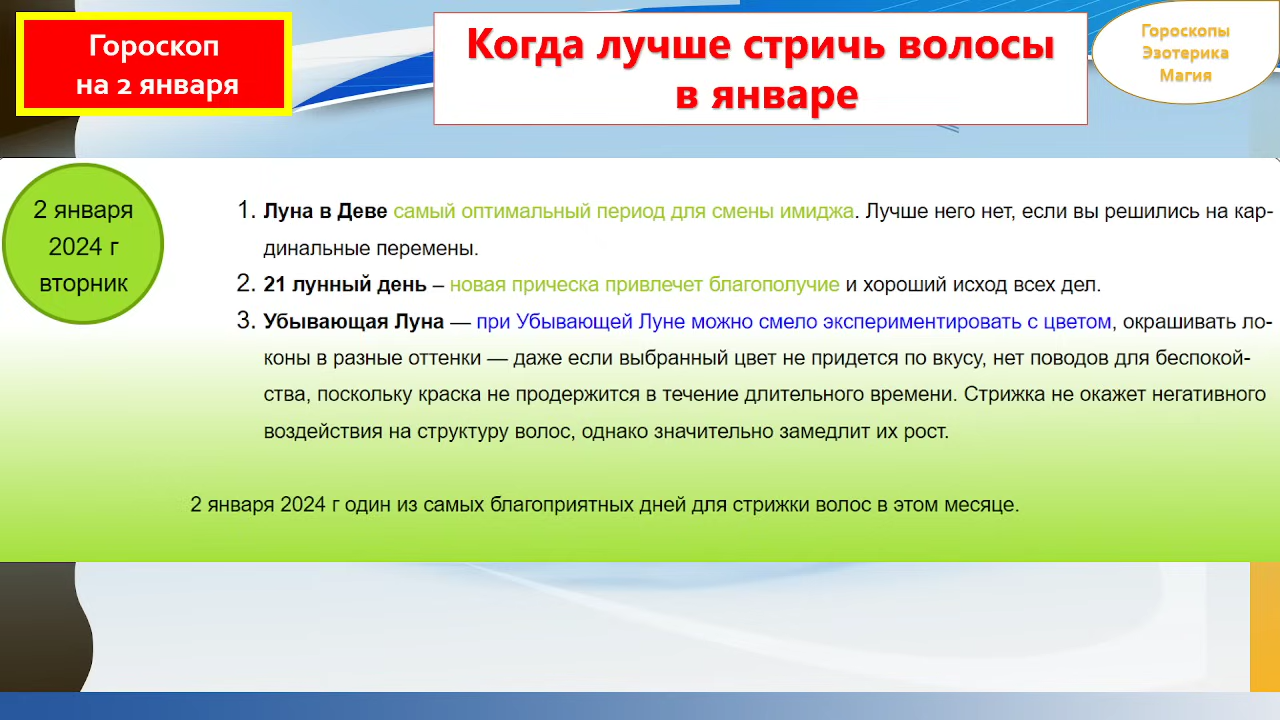 Гороскоп
на 2 января
Когда лучше стричь волосы
в январе
Гороскопы
Эзотерика
Магия
2 января
2024 г
вторник
1. Луна в Деве самый оптимальный период для смены имиджа. Лучше него нет, если вы решились на кар-
динальные перемены.
2. 21 лунный день – новая прическа привлечет благополучие и хороший исход всех дел.
3. Убывающая Луна — при Убывающей Луне можно смело экспериментировать с цветом, окрашивать ло-
коны в разные оттенки — даже если выбранный цвет не придется по вкусу, нет поводов для беспокой-
ства, поскольку краска не продержится в течение длительного времени. Стрижка не окажет негативного
воздействия на структуру волос, однако значительно замедлит их рост.
2 января 2024 г один из самых благоприятных дней для стрижки волос в этом месяце.